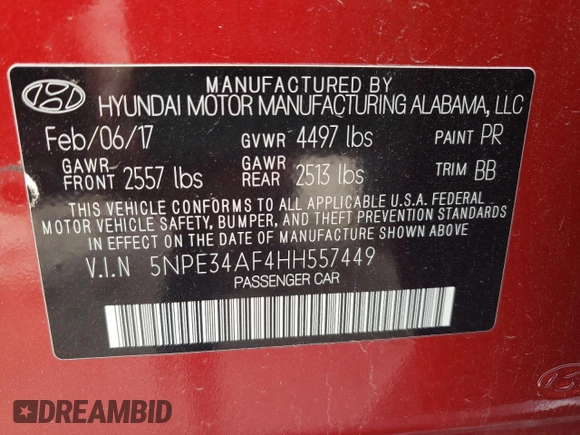 MANUFACTURED BY
HYUNDAI MOTOR MANUFACTURING ALABAMA, LLC
Feb/06/17 GVWR 4497 lbs PAINT PR
GAWR FRONT 2557 lbs GAWR REAR 2513 lbs TRIM BB
THIS VEHICLE CONFORMS TO ALL APPLICABLE U.S.A. FEDERAL
MOTOR VEHICLE SAFETY, BUMPER, AND THEFT PREVENTION STANDARDS
IN EFFECT ON THE DATE OF MANUFACTURE SHOWN ABOVE
V.I.N 5NPE34AF4HH557449
PASSENGER CAR
DREAMBID